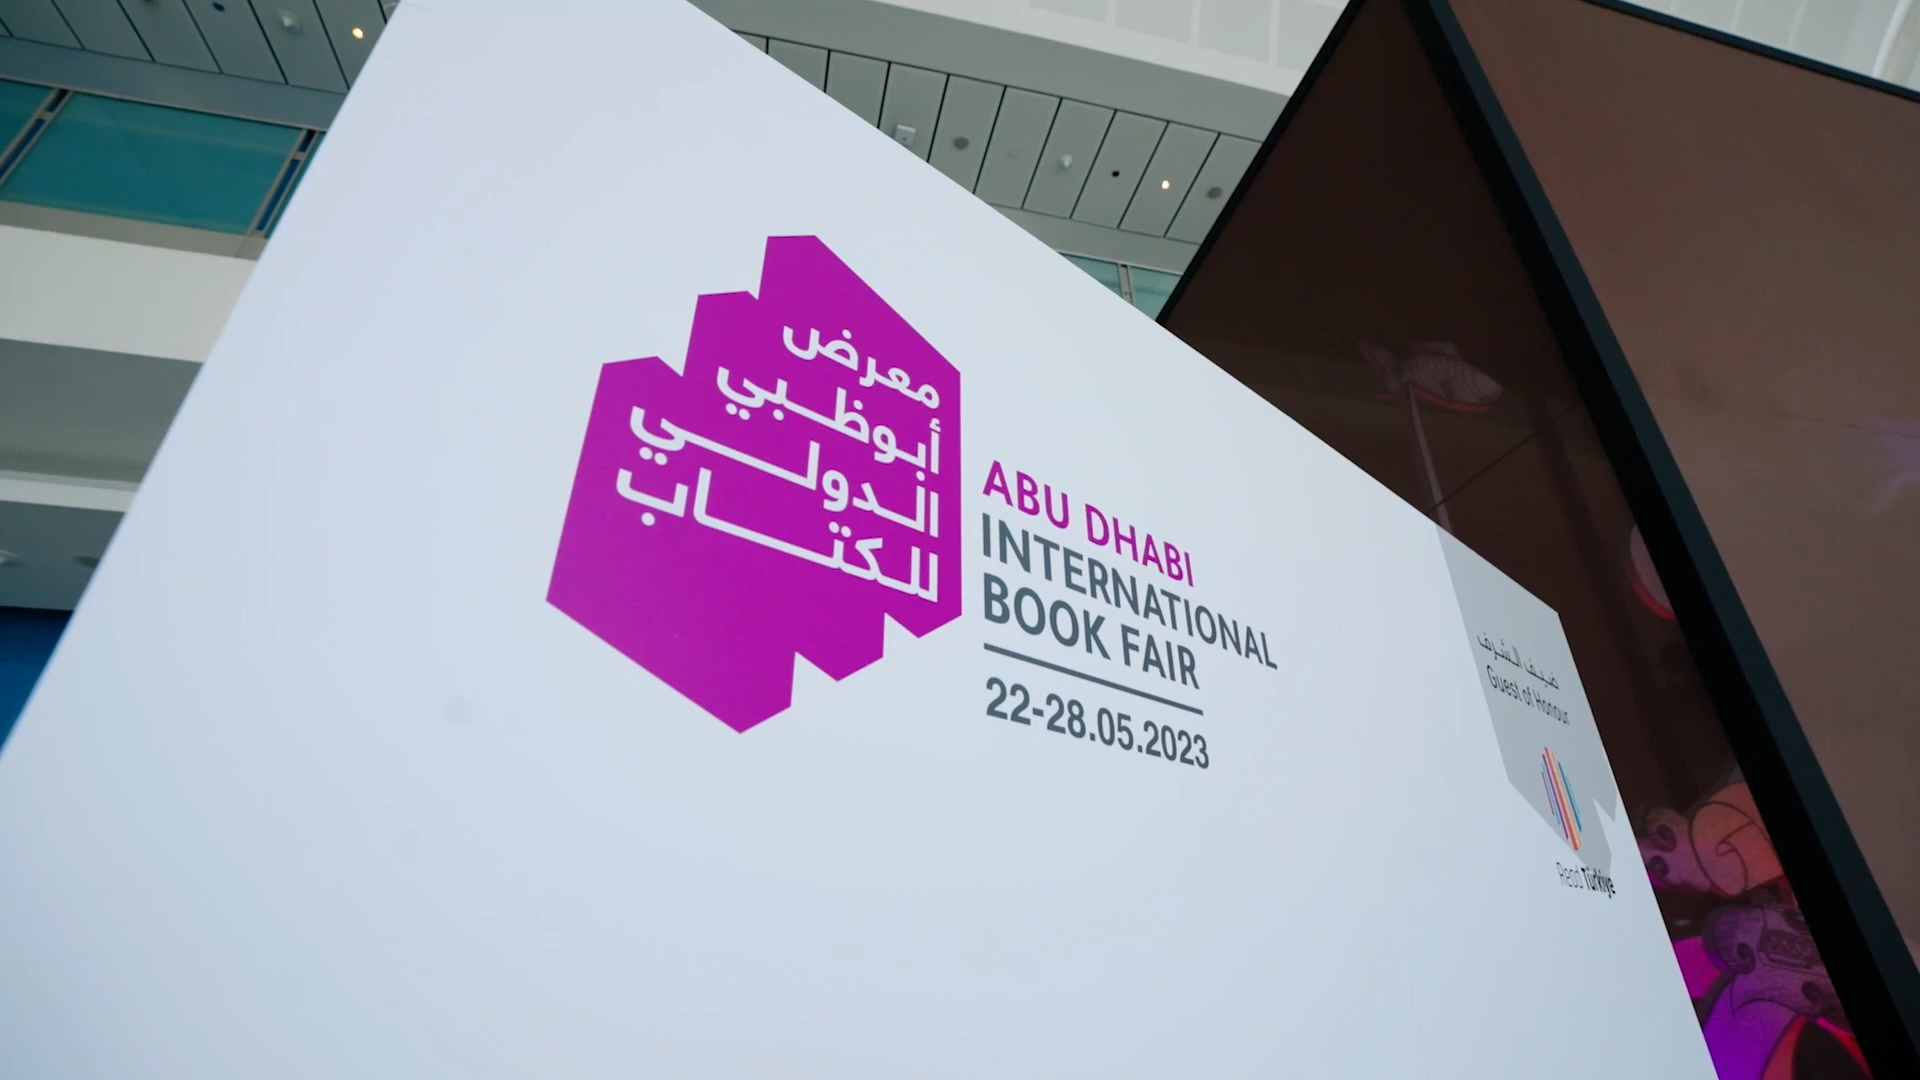 معرض
أبوظبي
الدولي
للكتاب
ABU DHABI
INTERNATIONAL
BOOK FAIR
22-28.05.2023
ضيف الشرف
Guest of Honour
Read Türkiye